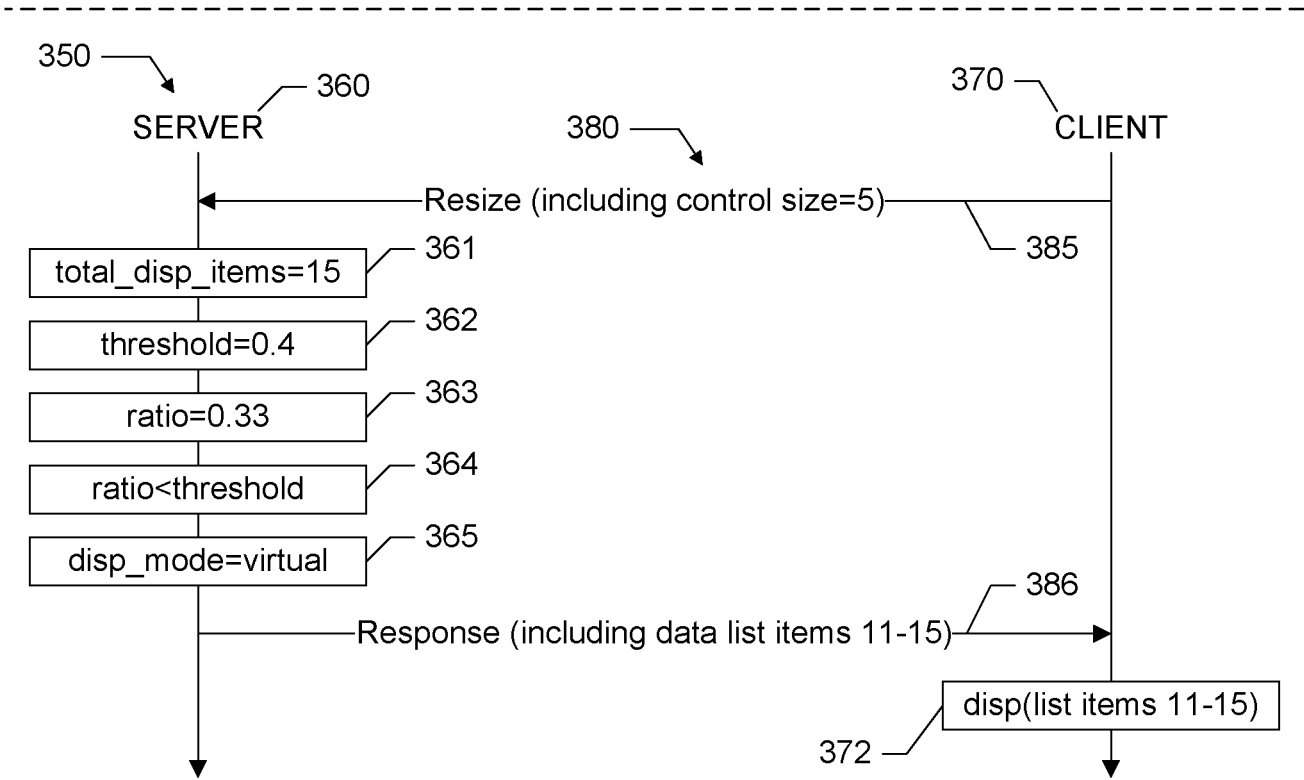 350
360
370
SERVER
380
CLIENT
Resize (including control size=5)
361
385
total_disp_items=15
362
threshold=0.4
363
ratio=0.33
364
ratio<threshold
365
disp_mode=virtual
386
Response (including data list items 11-15)
disp(list items 11-15)
372